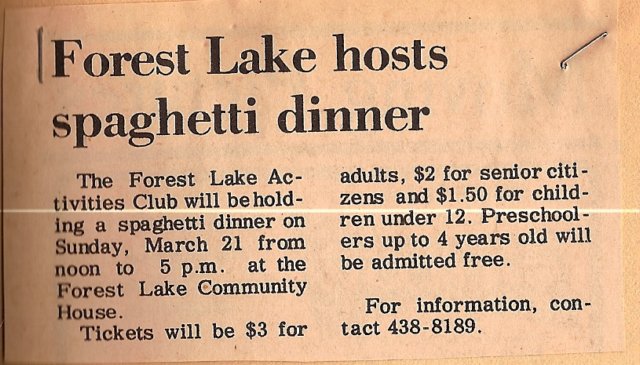 Forest Lake hosts
spaghetti dinner
The Forest Lake Ac-
tivities Club will be hold-
ing a spaghetti dinner on
Sunday, March 21 from
noon to 5 p.m. at the
Forest Lake Community
House.
Tickets will be $3 for
adults, $2 for senior citi-
zens and $1.50 for child-
ren under 12. Preschool-
ers up to 4 years old will
be admitted free.
For information, con-
tact 438-8189.